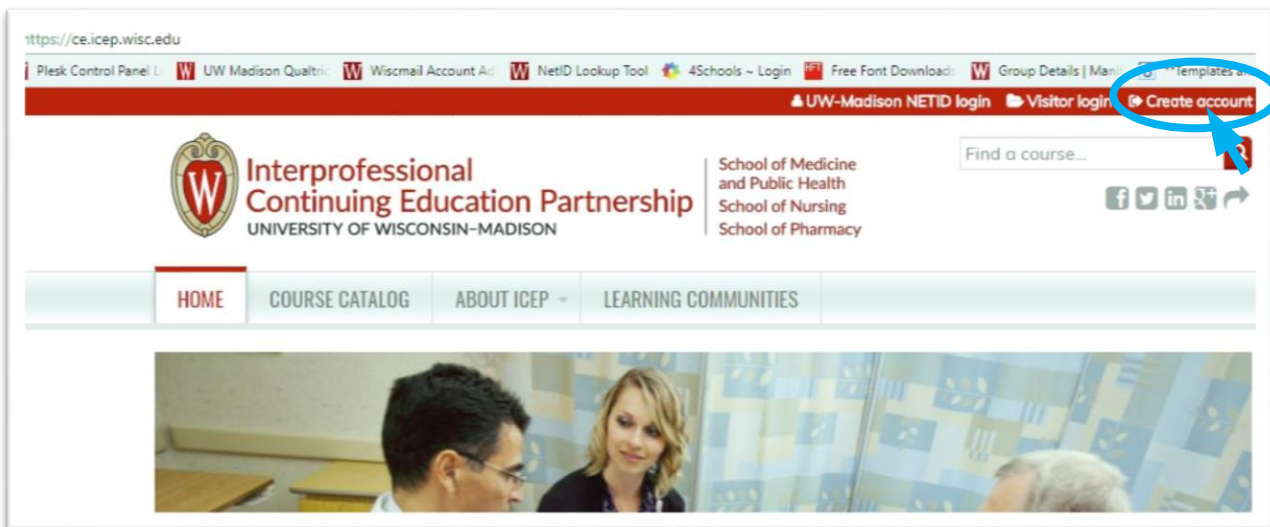 https://ce.icep.wisc.edu
Plesk Control Panel L UW Madison Qualtric Wiscmail Account Ad NetID Lookup Tool 4Schools ~ Login Free Font Downloads Group Details | Mani Templates
UW-Madison NETID login Visitor login Create account
Interprofessional
Continuing Education Partnership
UNIVERSITY OF WISCONSIN–MADISON
School of Medicine
and Public Health
School of Nursing
School of Pharmacy
Find a course...
HOME COURSE CATALOG ABOUT ICEP LEARNING COMMUNITIES